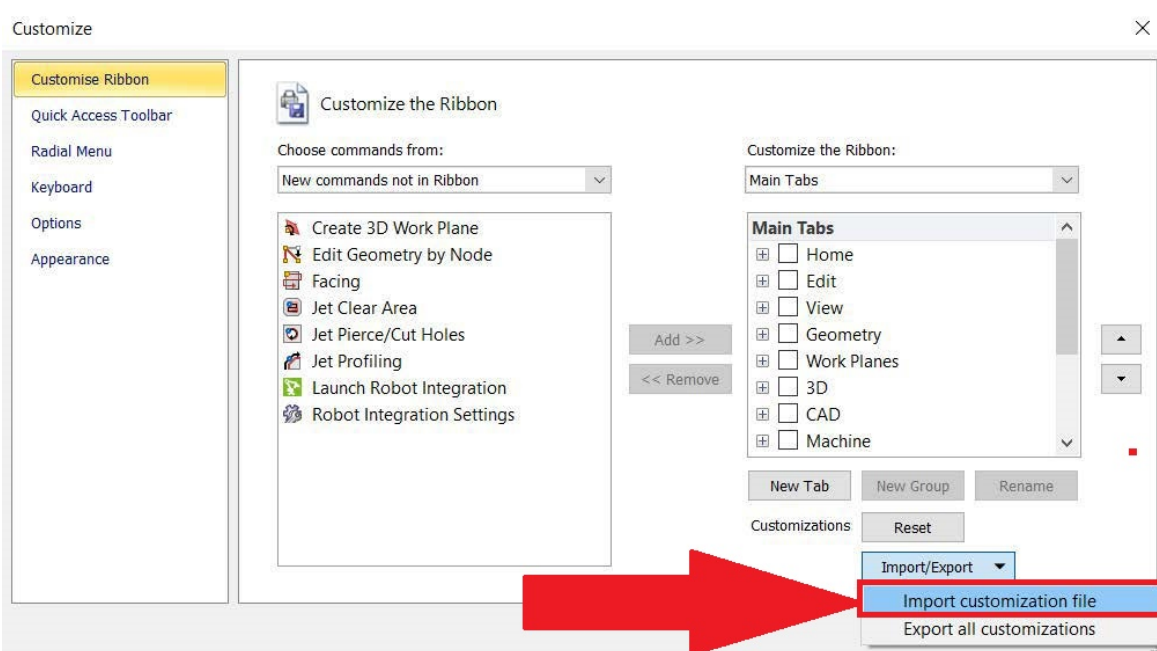 Customize
Customise Ribbon
Quick Access Toolbar
Radial Menu
Keyboard
Options
Appearance
Customize the Ribbon
Choose commands from:
New commands not in Ribbon
Create 3D Work Plane
Edit Geometry by Node
Facing
Jet Clear Area
Jet Pierce/Cut Holes
Jet Profiling
Launch Robot Integration
Robot Integration Settings
Add >>
<< Remove
Customize the Ribbon:
Main Tabs
Main Tabs
Home
Edit
View
Geometry
Work Planes
3D
CAD
Machine
New Tab
New Group
Rename
Customizations
Reset
Import/Export
Import customization file
Export all customizations